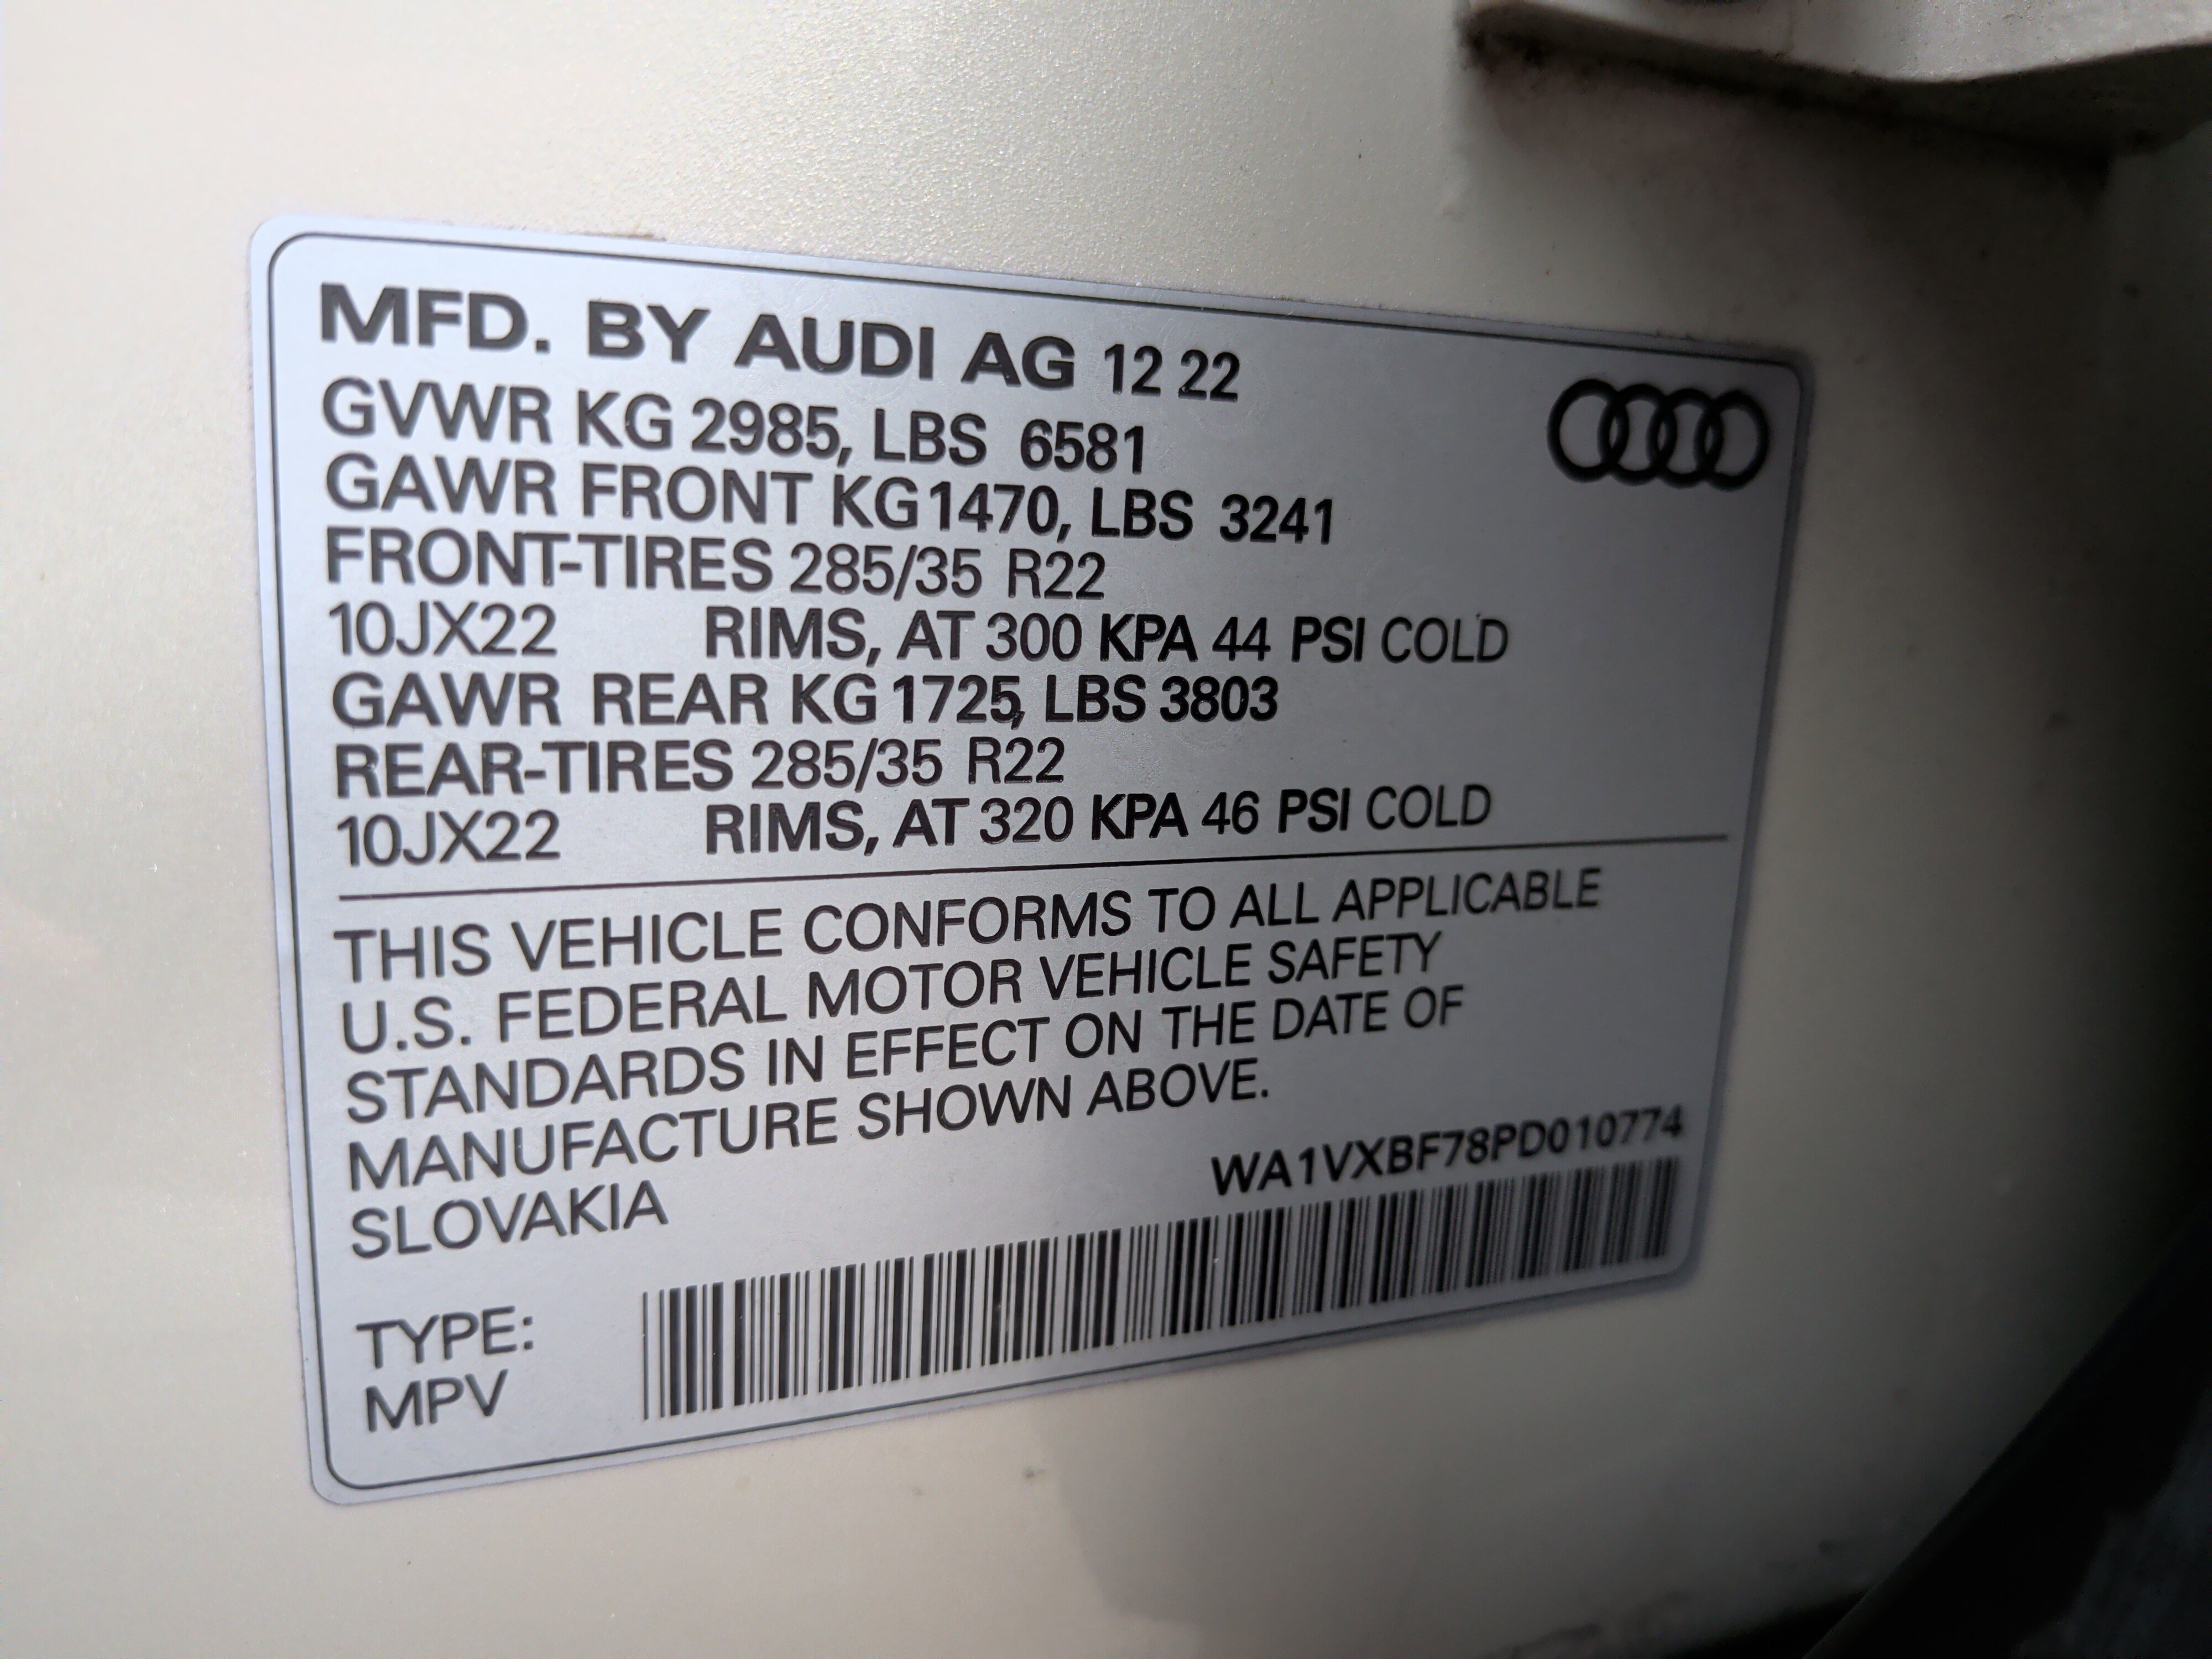 MFD. BY AUDI AG 12 22
GVWR KG 2985, LBS 6581
GAWR FRONT KG 1470, LBS 3241
FRONT-TIRES 285/35 R22
10JX22 RIMS, AT 300 KPA 44 PSI COLD
GAWR REAR KG 1725, LBS 3803
REAR-TIRES 285/35 R22
10JX22 RIMS, AT 320 KPA 46 PSI COLD
THIS VEHICLE CONFORMS TO ALL APPLICABLE
U.S. FEDERAL MOTOR VEHICLE SAFETY
STANDARDS IN EFFECT ON THE DATE OF
MANUFACTURE SHOWN ABOVE.
SLOVAKIA
WA1VXBF78PD010774
TYPE:
MPV